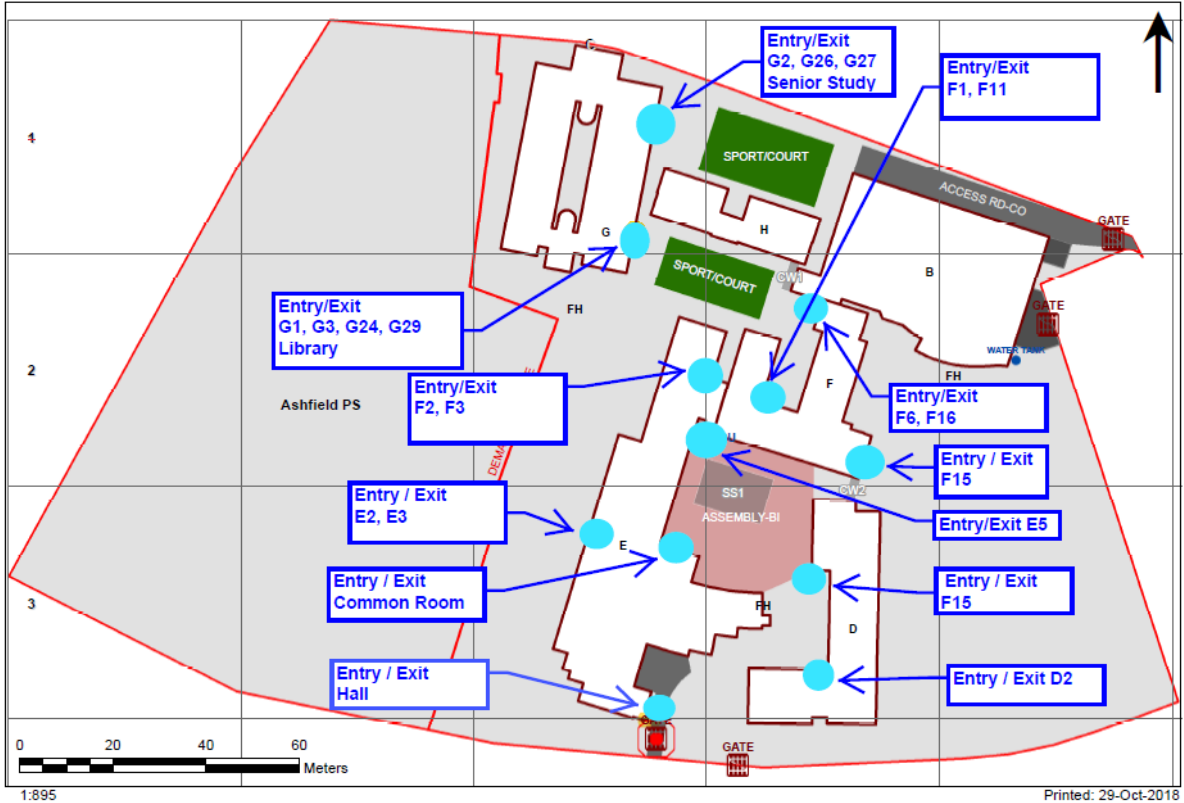 C
Entry/Exit
G2, G26, G27
Senior Study
Entry/Exit
F1, F11
1
SPORT/COURT
ACCESS RD-CO
GATE
H
G
B
SPORT/COURT
CW1
Entry/Exit
G1, G3, G24, G29
Library
FH
GATE
WATER TANK
2
Entry/Exit
F2, F3
F
FH
Entry/Exit
F6, F16
Ashfield PS
DEMA
Entry / Exit
F15
Entry / Exit
E2, E3
SS1
CW2
ASSEMBLY-BI
Entry/Exit E5
E
Entry / Exit
Common Room
Entry / Exit
F15
3
FH
D
Entry / Exit
Hall
Entry / Exit D2
GATE
0 20 40 60
Meters
1:895
Printed: 29-Oct-2018